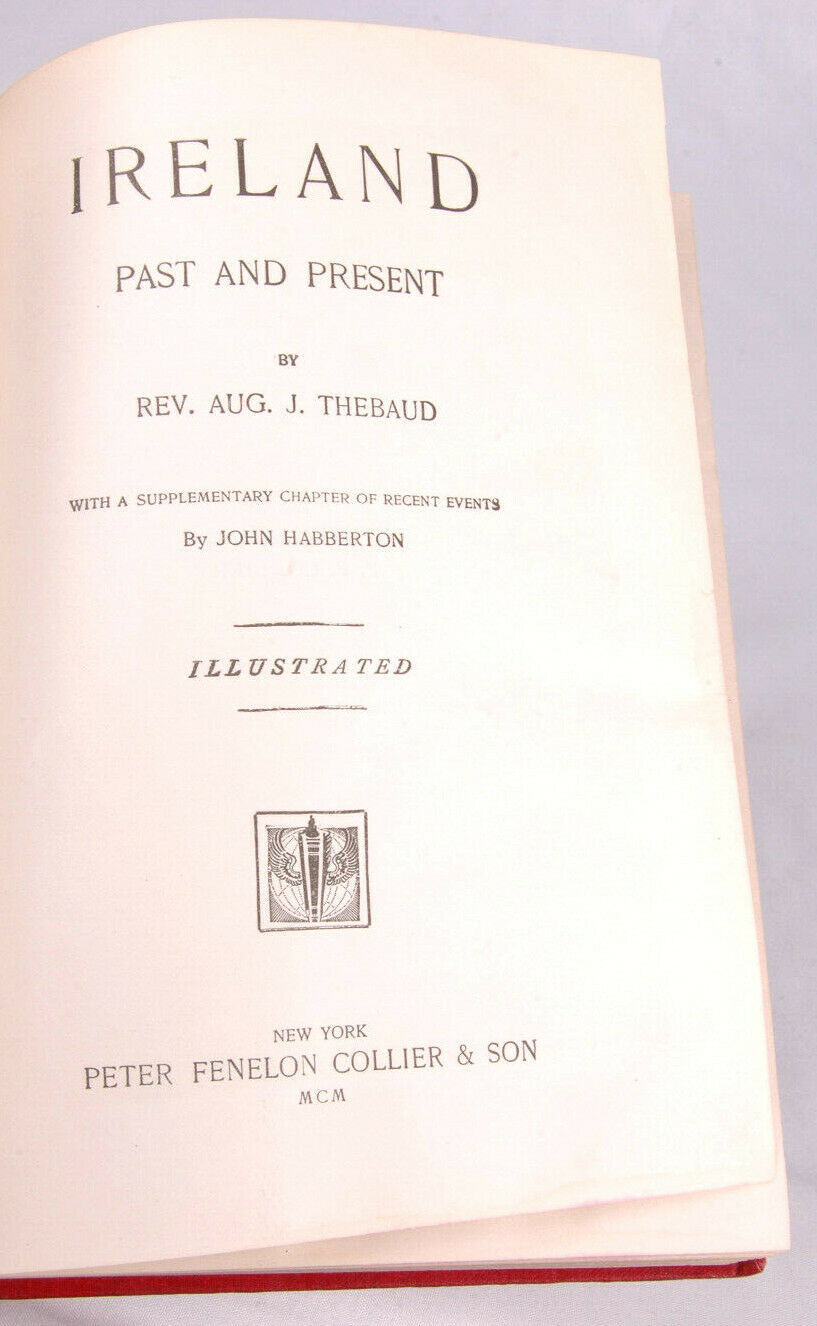 IRELAND
PAST AND PRESENT
BY
REV. AUG. J. THEBAUD
WITH A SUPPLEMENTARY CHAPTER OF RECENT EVENTS
By JOHN HABBERTON
ILLUSTRATED
NEW YORK
PETER FENELON COLLIER & SON
MCM